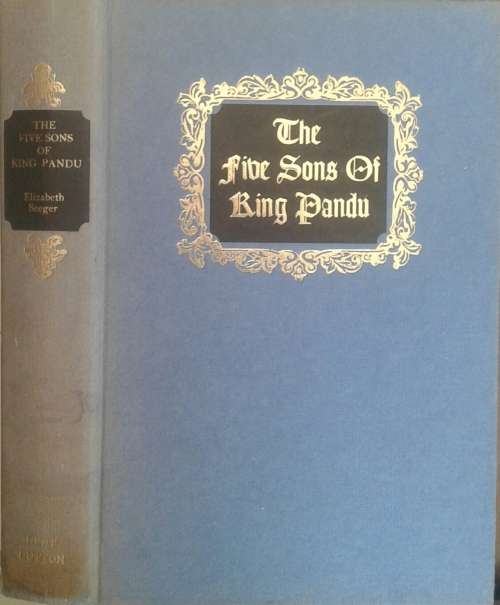 THE
FIVE SONS
OF
KING PANDU
Elizabeth
Seeger
The
Five Sons Of
King Pandu